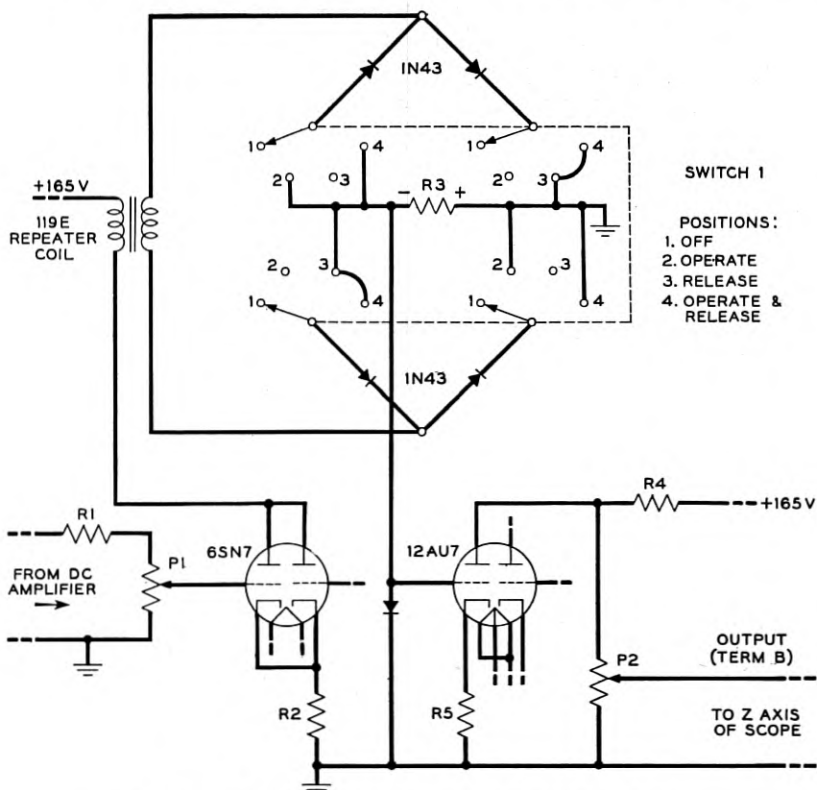 1N43
1
4
1
4
2
3
- R3 +
2
3
SWITCH 1
POSITIONS:
1. OFF
2. OPERATE
3. RELEASE
4. OPERATE &
RELEASE
+165 V
119E
REPEATER
COIL
2
3
2
3
1
4
1
4
1N43
R1
P1
FROM DC
AMPLIFIER
6SN7
12AU7
R4
+165 V
R2
R5
P2
OUTPUT
(TERM B)
TO Z AXIS
OF SCOPE